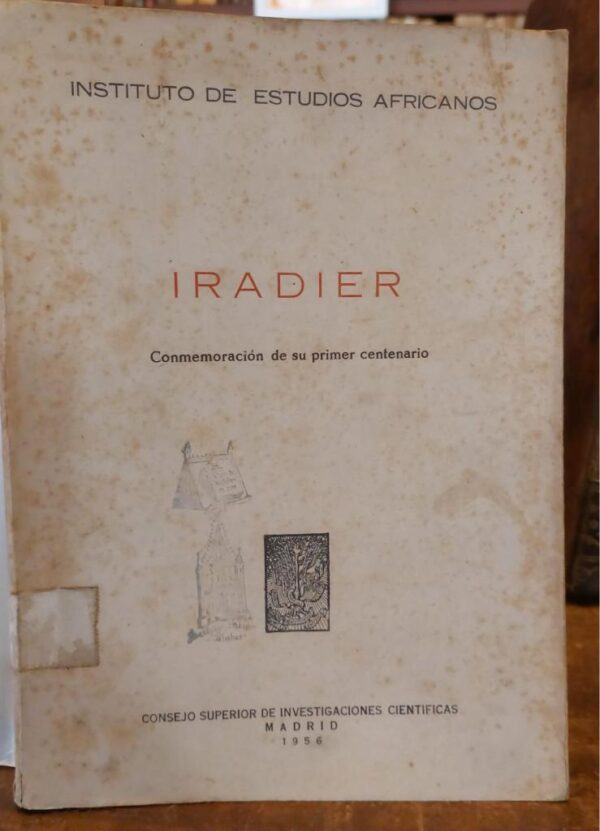 INSTITUTO DE ESTUDIOS AFRICANOS
IRADIER
Conmemoración de su primer centenario
CONSEJO SUPERIOR DE INVESTIGACIONES CIENTIFICAS
MADRID
1956